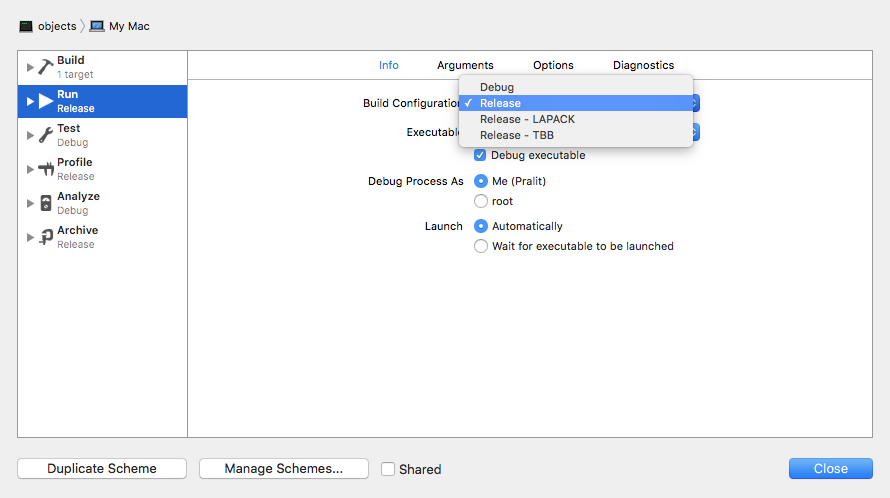 objects My Mac
Build
1 target
Run
Release
Test
Debug
Profile
Release
Analyze
Debug
Archive
Release
Info Arguments Options Diagnostics
Build Configuration
Debug
Release
Release - LAPACK
Release - TBB
Debug executable
Debug Process As Me (Pralit)
root
Launch Automatically
Wait for executable to be launched
Duplicate Scheme Manage Schemes... Shared Close